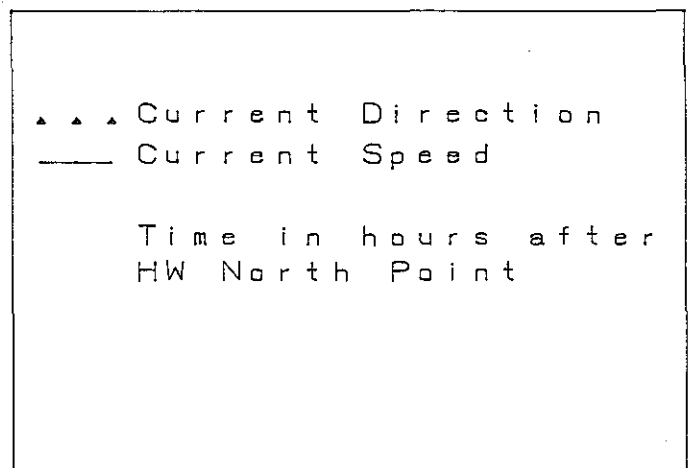 Current Direction
Current Speed
Time in hours after
HW North Point